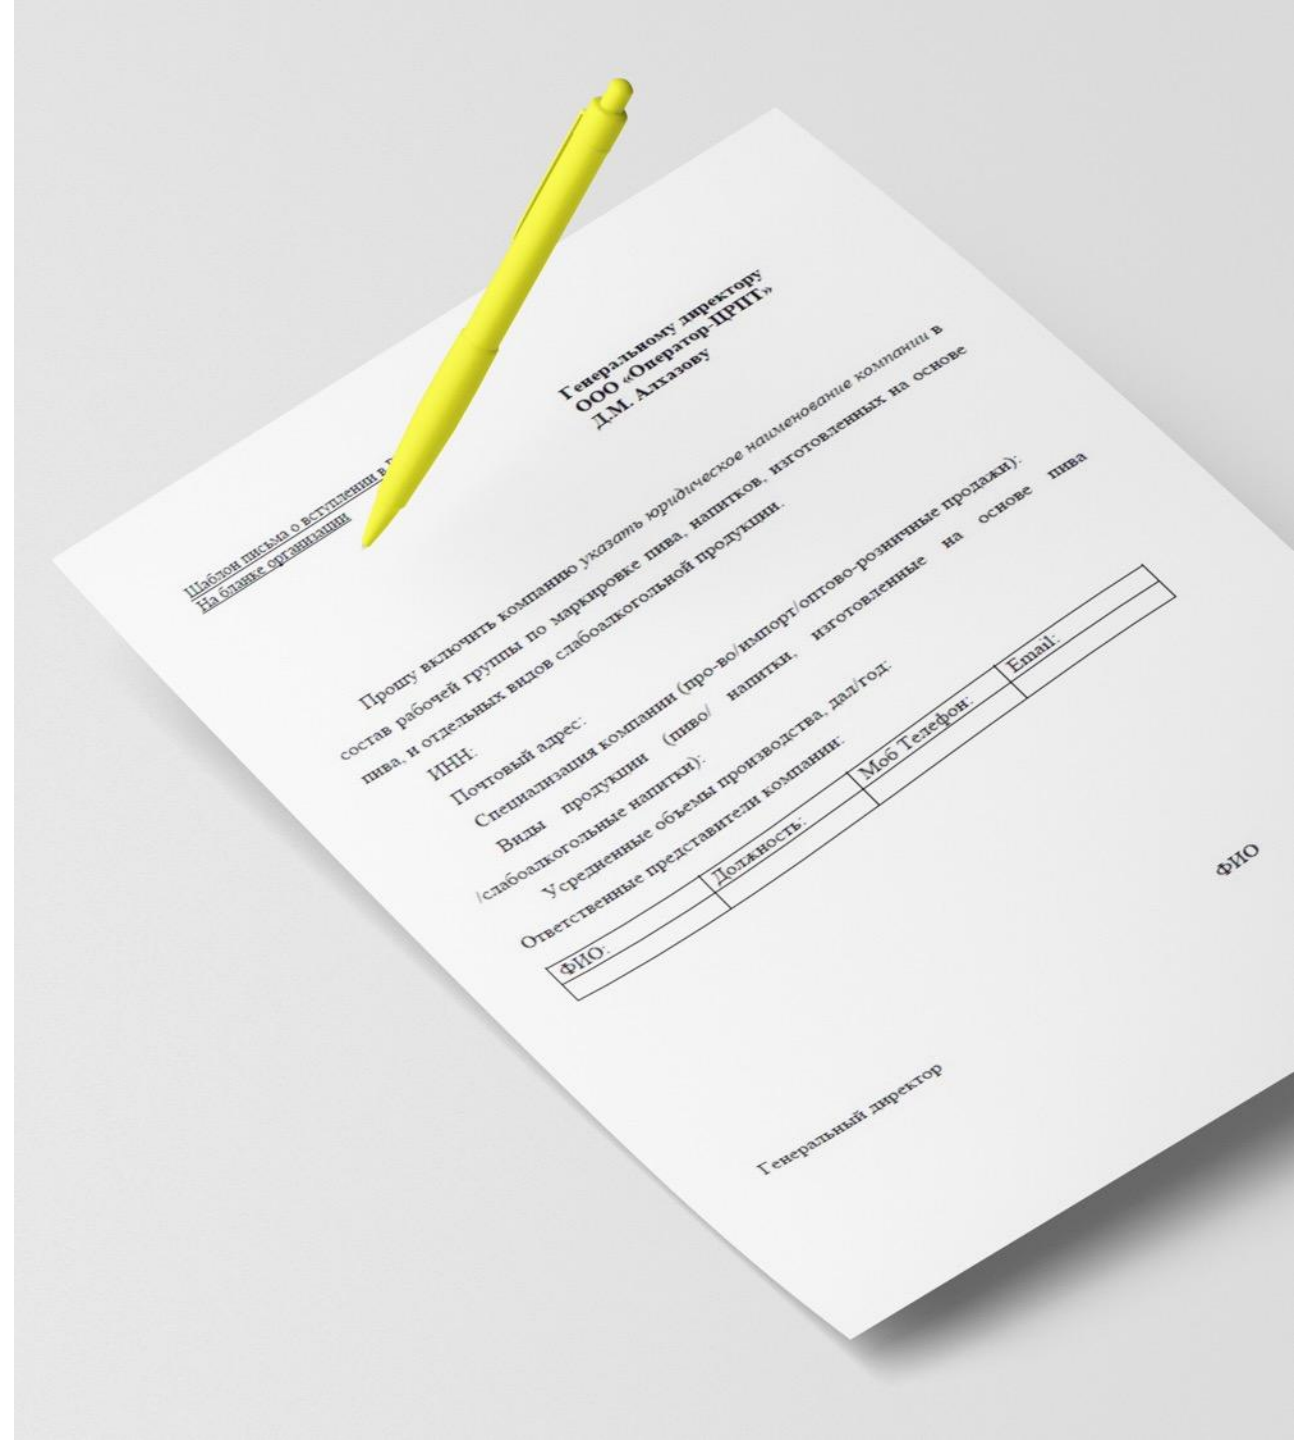 Шаблон письма о вступлении в
На бланке организации
Генеральному директору
ООО «Оператор-ЦРПТ»
Д.М. Алхазову
Прошу включить компанию указать юридическое наименование компании в
состав рабочей группы по маркировке пива, напитков, изготовленных на основе
пива, и отдельных видов слабоалкогольной продукции.
ИНН:
Почтовый адрес:
Специализация компании (про-во/импорт/оптово-розничные продажи):
Виды продукции (пиво/ напитки, изготовленные на основе пива
/слабоалкогольные напитки):
Усредненные объемы производства, дал/год:
Ответственные представители компании:
ФИО: Должность: Моб Телефон: Email:
Генеральный директор ФИО